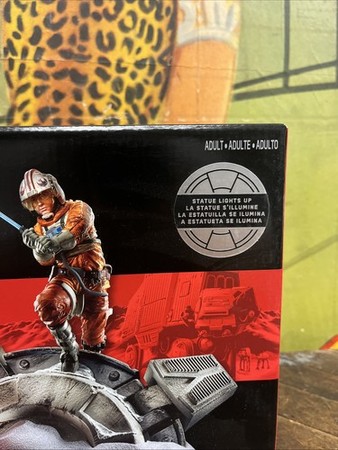 ADULT • ADULTE • ADULTO
STATUE LIGHTS UP
LA STATUE S'ILLUMINE
LA ESTATUILLA SE ILUMINA
A ESTATUETA SE ILUMINA